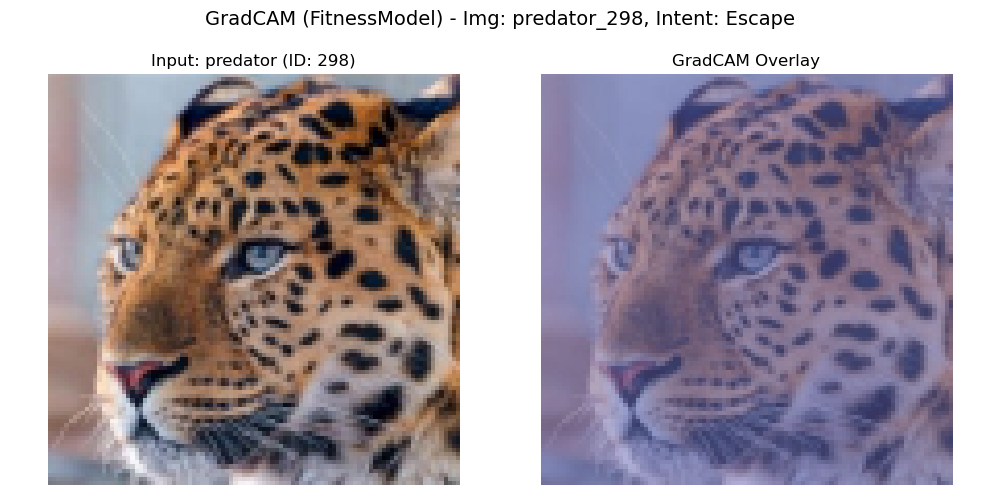 GradCAM (FitnessModel) - Img: predator_298, Intent: Escape
Input: predator (ID: 298)
GradCAM Overlay